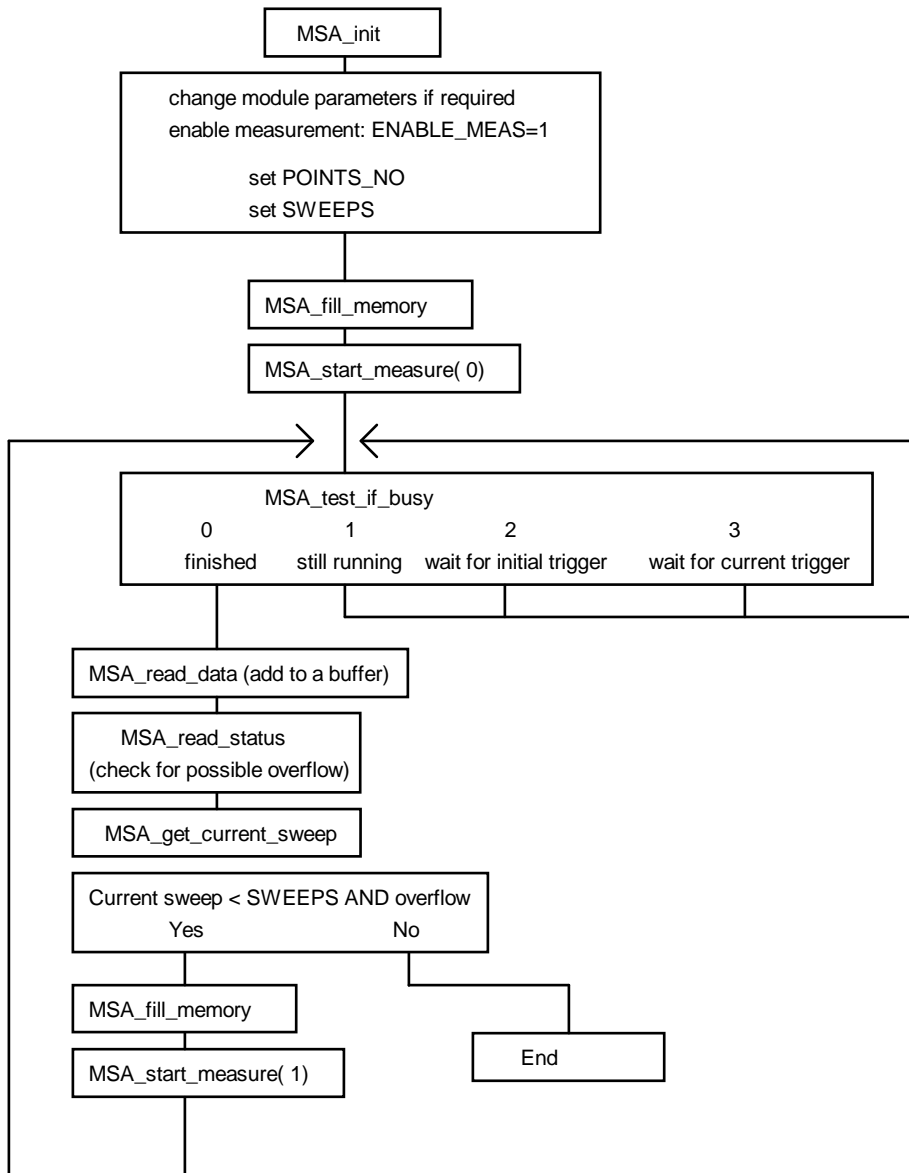 MSA_init
change module parameters if required
enable measurement: ENABLE_MEAS=1
set POINTS_NO
set SWEEPS
MSA_fill_memory
MSA_start_measure( 0)
MSA_test_if_busy
0 1 2 3
finished still running wait for initial trigger wait for current trigger
MSA_read_data (add to a buffer)
MSA_read_status
(check for possible overflow)
MSA_get_current_sweep
Current sweep < SWEEPS AND overflow
Yes No
MSA_fill_memory
MSA_start_measure( 1)
End